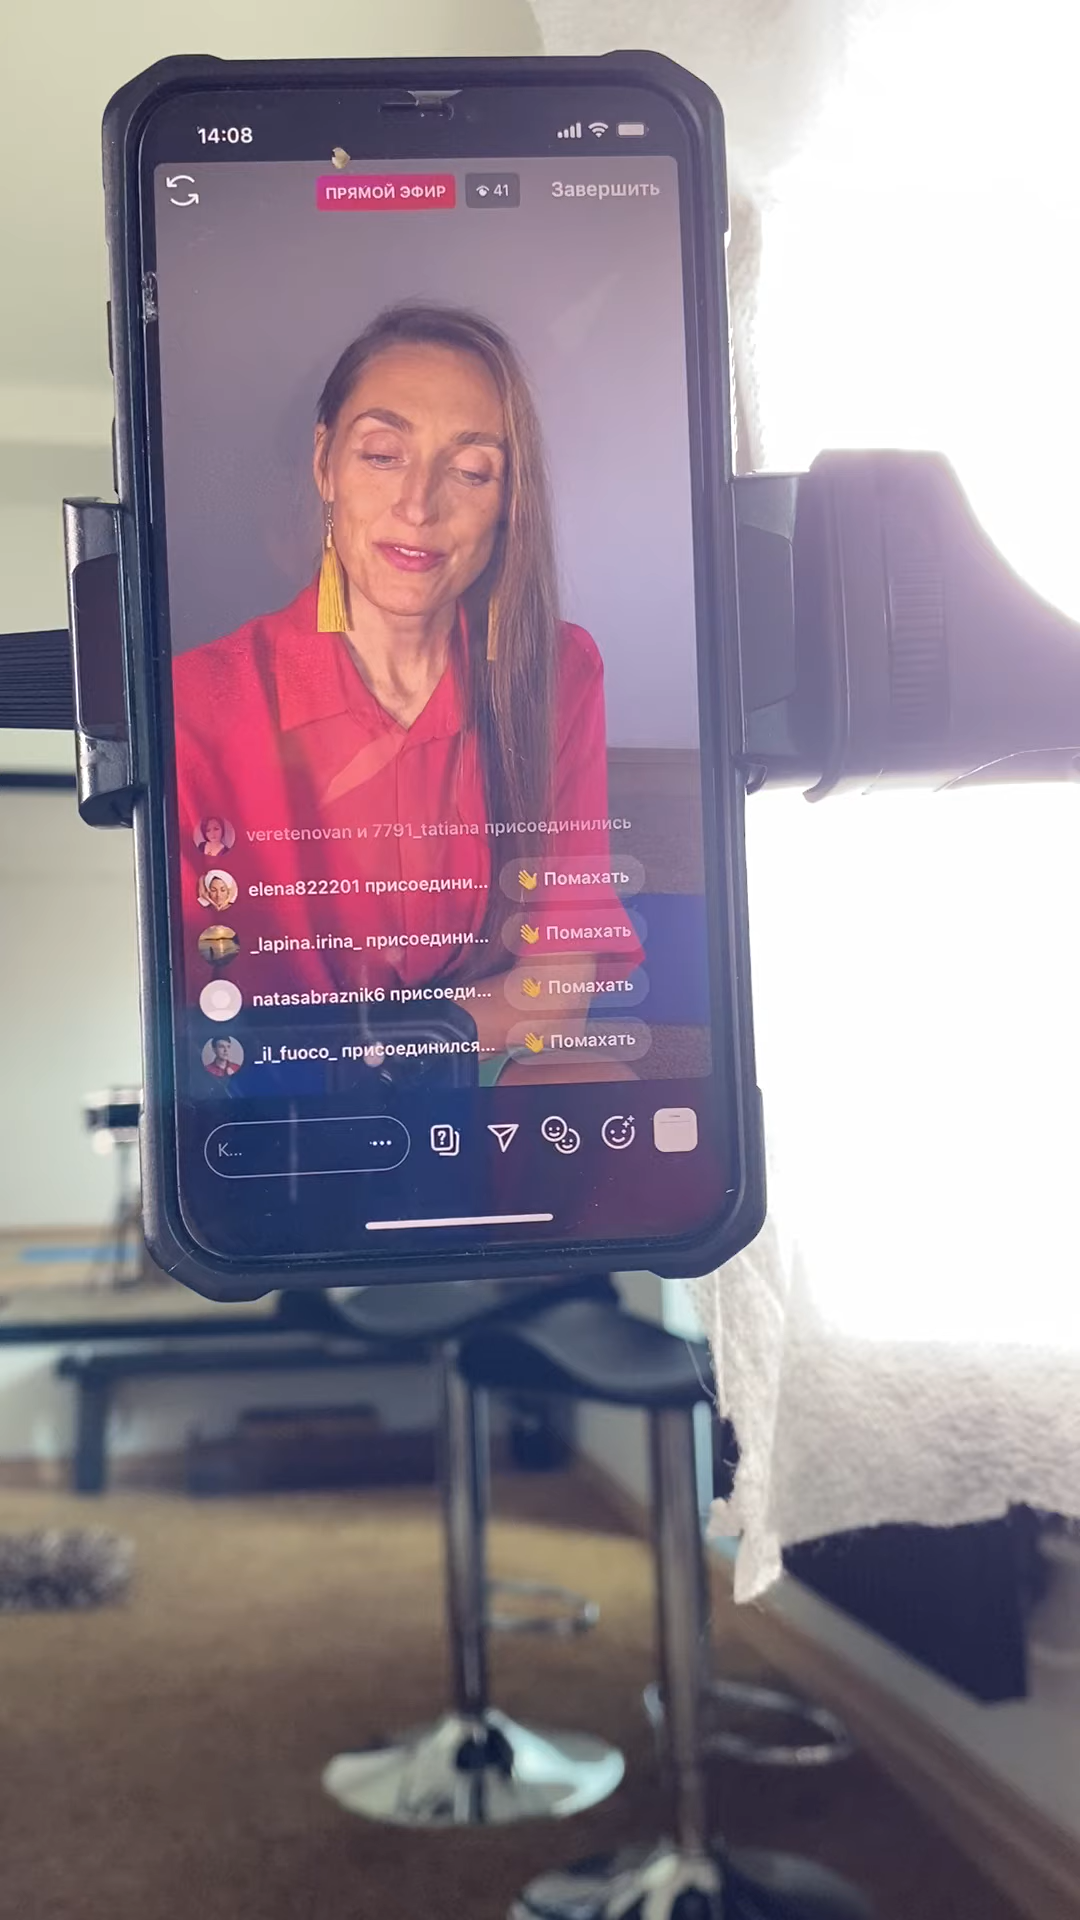 14:08
ПРЯМОЙ ЭФИР 41 Завершить
veretenovan и 7791_tatiana присоединились
elena822201 присоедини... Помахать
_lapina.irina_ присоедини... Помахать
natasabraznik6 присоеди... Помахать
_il_fuoco_ присоединился... Помахать
К...